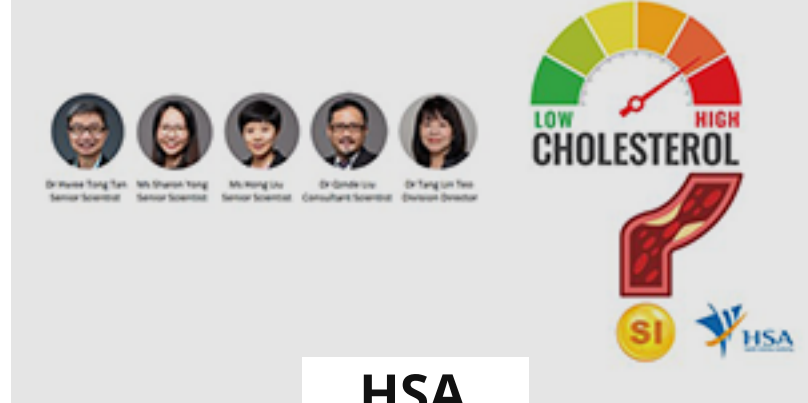 Dr Hwee Tong Tan
Senior Scientist
Ms Sharon Yong
Senior Scientist
Ms Hong Liu
Senior Scientist
Dr Qinde Liu
Consultant Scientist
Dr Tang Lin Teo
Division Director
LOW
HIGH
CHOLESTEROL
SI
HSA
HSA